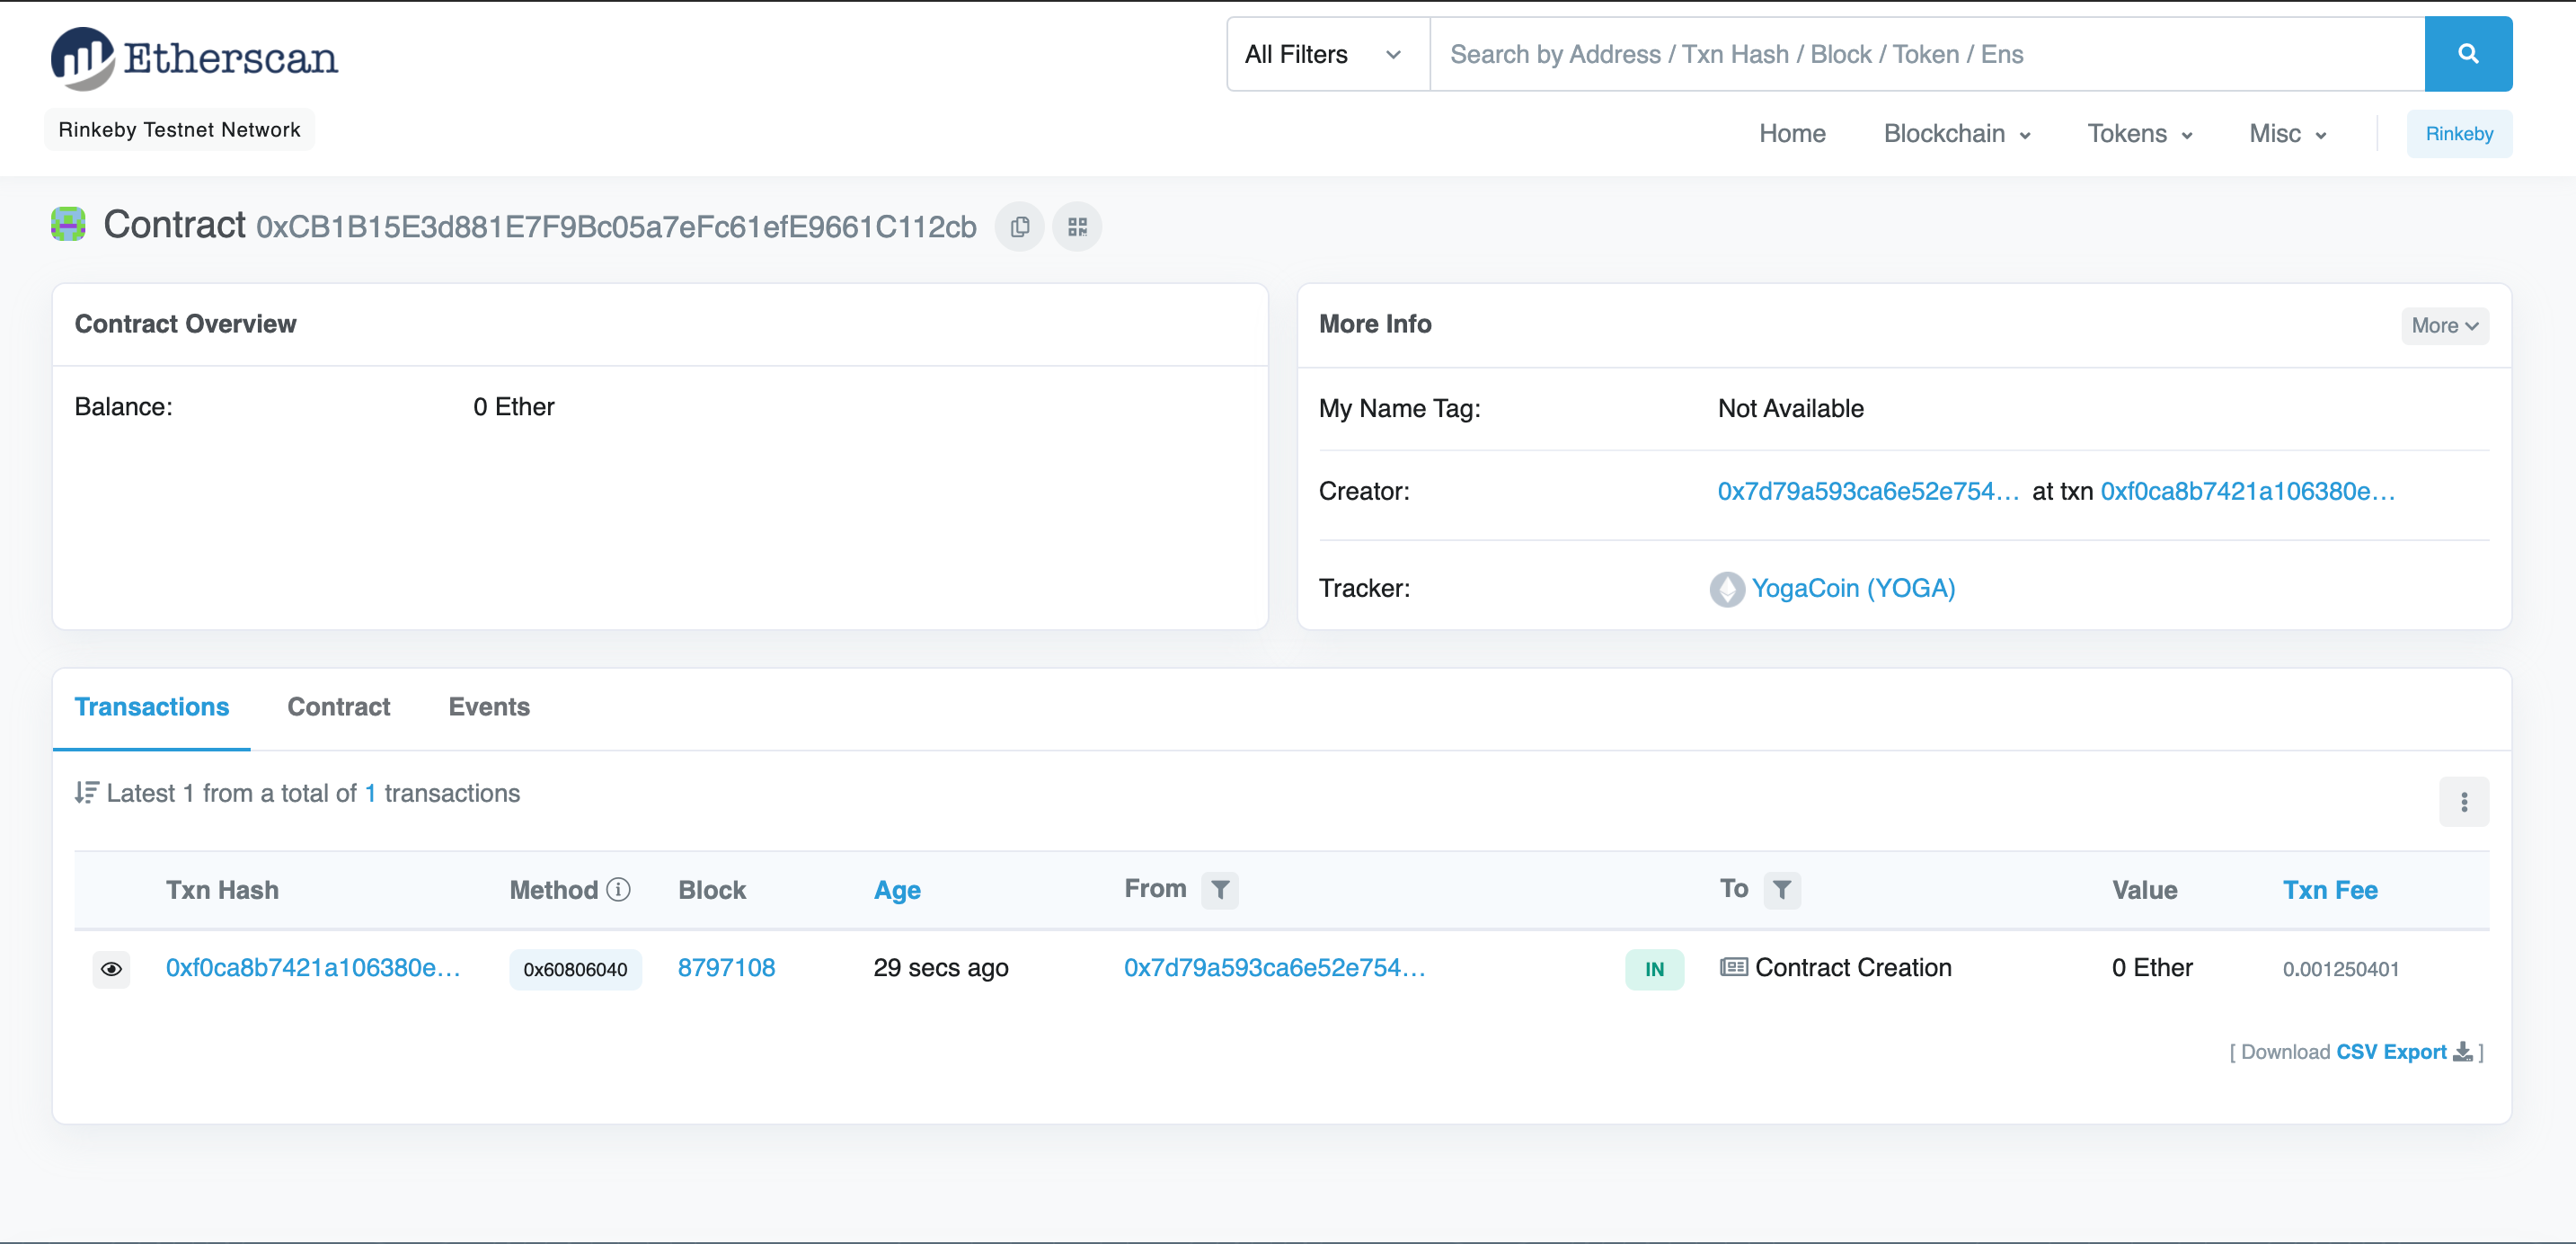 Etherscan
All Filters
Search by Address / Txn Hash / Block / Token / Ens
Rinkeby Testnet Network
Home Blockchain Tokens Misc Rinkeby
Contract 0xCB1B15E3d881E7F9Bc05a7eFc61efE9661C112cb
Contract Overview
Balance: 0 Ether
More Info More
My Name Tag: Not Available
Creator: 0x7d79a593ca6e52e754... at txn 0xf0ca8b7421a106380e...
Tracker: YogaCoin (YOGA)
Transactions Contract Events
Latest 1 from a total of 1 transactions
Txn Hash Method Block Age From To Value Txn Fee
0xf0ca8b7421a106380e... 0x60806040 8797108 29 secs ago 0x7d79a593ca6e52e754... IN Contract Creation 0 Ether 0.001250401
[ Download CSV Export ]